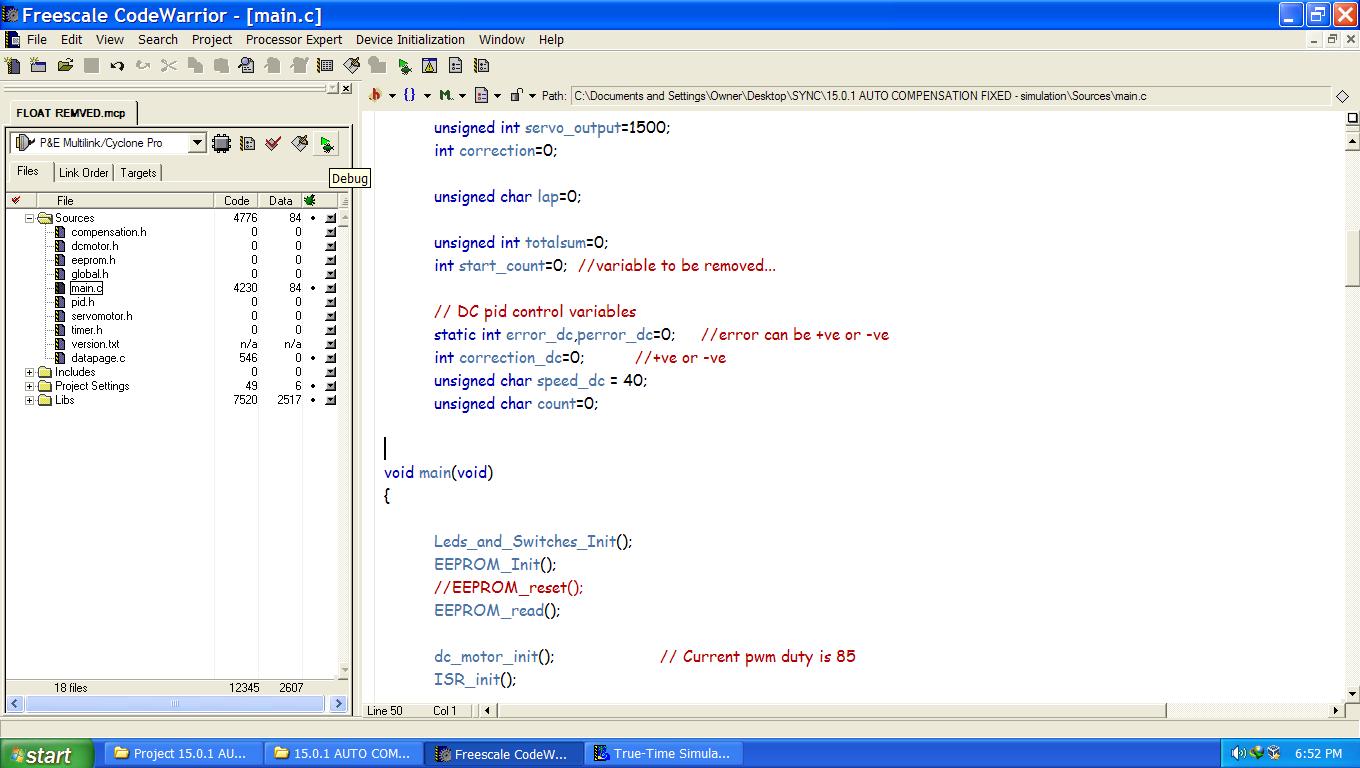 Freescale CodeWarrior - [main.c]
File Edit View Search Project Processor Expert Device Initialization Window Help
Path: C:\Documents and Settings\Owner\Desktop\SYNC\15.0.1 AUTO COMPENSATION FIXED - simulation\Sources\main.c
FLOAT REMVED.mcp
P&E Multilink/Cyclone Pro
Files Link Order Targets
Debug
File Code Data
Sources 4776 84
compensation.h 0 0
dcmotor.h 0 0
eeprom.h 0 0
global.h 0 0
main.c 4230 84
pid.h 0 0
servomotor.h 0 0
timer.h 0 0
version.txt n/a n/a
datapage.c 546 0
Includes 0 0
Project Settings 49 6
Libs 7520 2517
18 files 12345 2607
unsigned int servo_output=1500;
int correction=0;
unsigned char lap=0;
unsigned int totalsum=0;
int start_count=0; //variable to be removed...
// DC pid control variables
static int error_dc,perror_dc=0; //error can be +ve or -ve
int correction_dc=0; //+ve or -ve
unsigned char speed_dc = 40;
unsigned char count=0;
void main(void)
{
Leds_and_Switches_Init();
EEPROM_Init();
//EEPROM_reset();
EEPROM_read();
dc_motor_init(); // Current pwm duty is 85
ISR_init();
Line 50 Col 1
start Project 15.0.1 AU... 15.0.1 AUTO COM... Freescale CodeW... True-Time Simula... 6:52 PM